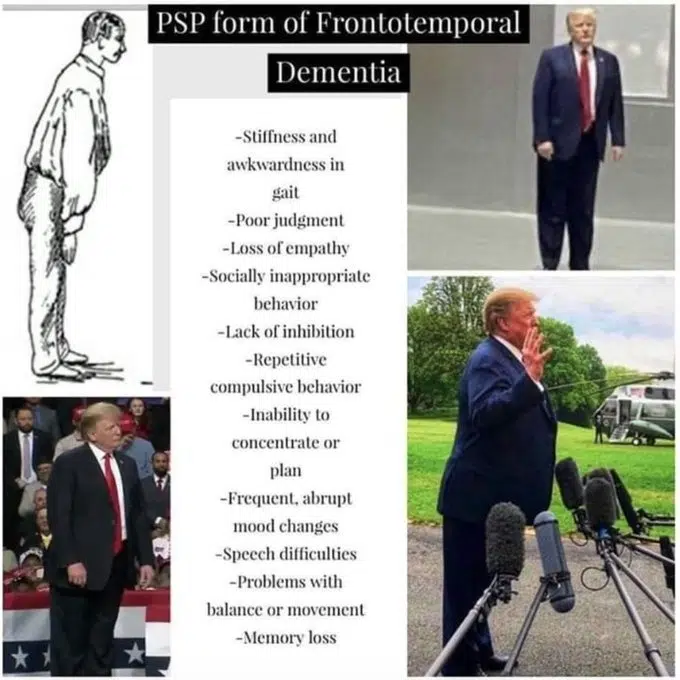 PSP form of Frontotemporal
Dementia
-Stiffness and
awkwardness in
gait
-Poor judgment
-Loss of empathy
-Socially inappropriate
behavior
-Lack of inhibition
-Repetitive
compulsive behavior
-Inability to
concentrate or
plan
-Frequent, abrupt
mood changes
-Speech difficulties
-Problems with
balance or movement
-Memory loss